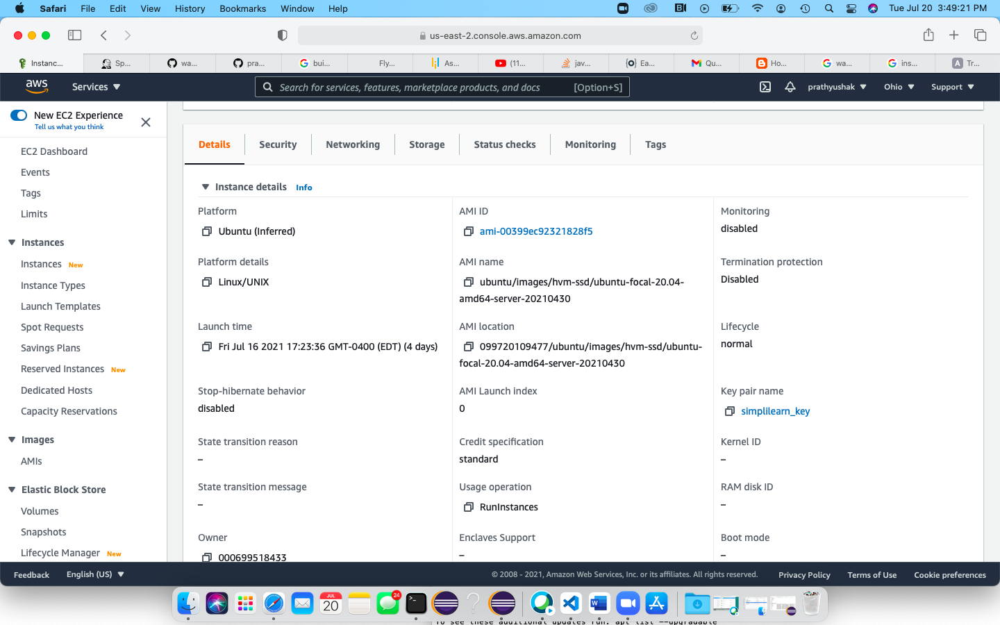 Safari File Edit View History Bookmarks Window Help
Tue Jul 20 3:49:21 PM
us-east-2.console.aws.amazon.com
Instanc...
Sp...
wa...
pra...
bui...
Fly...
As...
(11...
jav...
Ea...
Qu...
Ho...
wa...
ins...
Tr...
aws Services
Search for services, features, marketplace products, and docs [Option+S]
prathyushak Ohio Support
New EC2 Experience
Tell us what you think
EC2 Dashboard
Events
Tags
Limits
Instances
Instances New
Instance Types
Launch Templates
Spot Requests
Savings Plans
Reserved Instances New
Dedicated Hosts
Capacity Reservations
Images
AMIs
Elastic Block Store
Volumes
Snapshots
Lifecycle Manager New
Details Security Networking Storage Status checks Monitoring Tags
Instance details Info
Platform
Ubuntu (Inferred)
AMI ID
ami-00399ec92321828f5
Monitoring
disabled
Platform details
Linux/UNIX
AMI name
ubuntu/images/hvm-ssd/ubuntu-focal-20.04-
amd64-server-20210430
Termination protection
Disabled
Launch time
Fri Jul 16 2021 17:23:36 GMT-0400 (EDT) (4 days)
AMI location
099720109477/ubuntu/images/hvm-ssd/ubuntu-
focal-20.04-amd64-server-20210430
Lifecycle
normal
Stop-hibernate behavior
disabled
AMI Launch index
0
Key pair name
simplilearn_key
State transition reason
–
Credit specification
standard
Kernel ID
–
State transition message
–
Usage operation
RunInstances
RAM disk ID
–
Owner
000699518433
Enclaves Support
–
Boot mode
–
Feedback English (US)
© 2008 - 2021, Amazon Web Services, Inc. or its affiliates. All rights reserved. Privacy Policy Terms of Use Cookie preferences
JUL
20
24
To see these additional updates run: apt list --upgradable